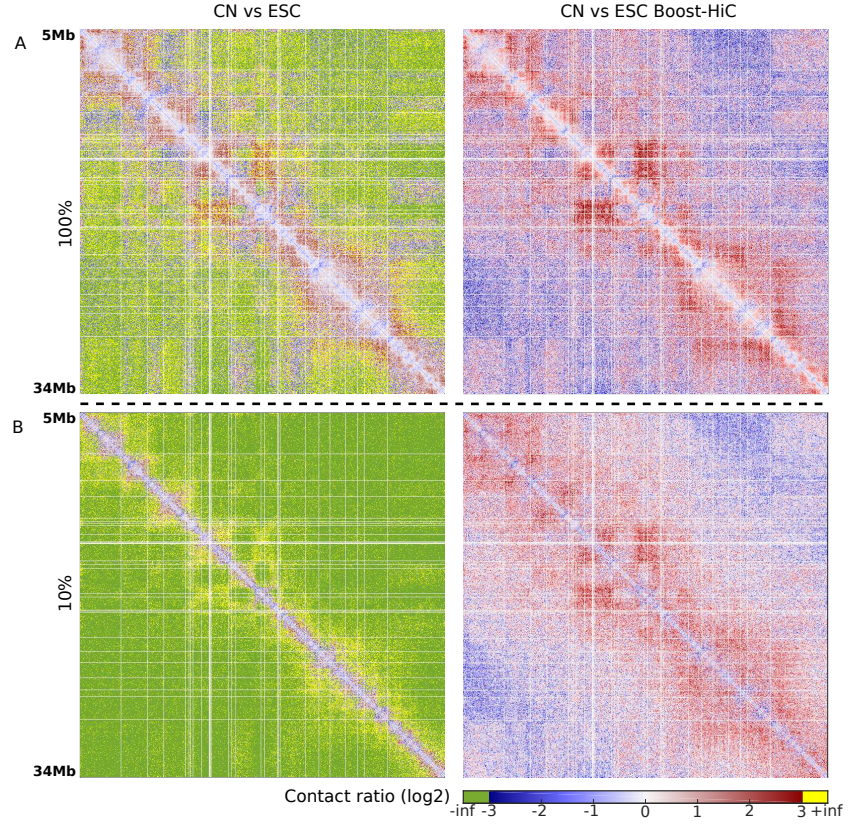 CN vs ESC
CN vs ESC Boost-HiC
A
5Mb
100%
34Mb
B
5Mb
10%
34Mb
Contact ratio (log2)
-inf -3 -2 -1 0 1 2 3 +inf